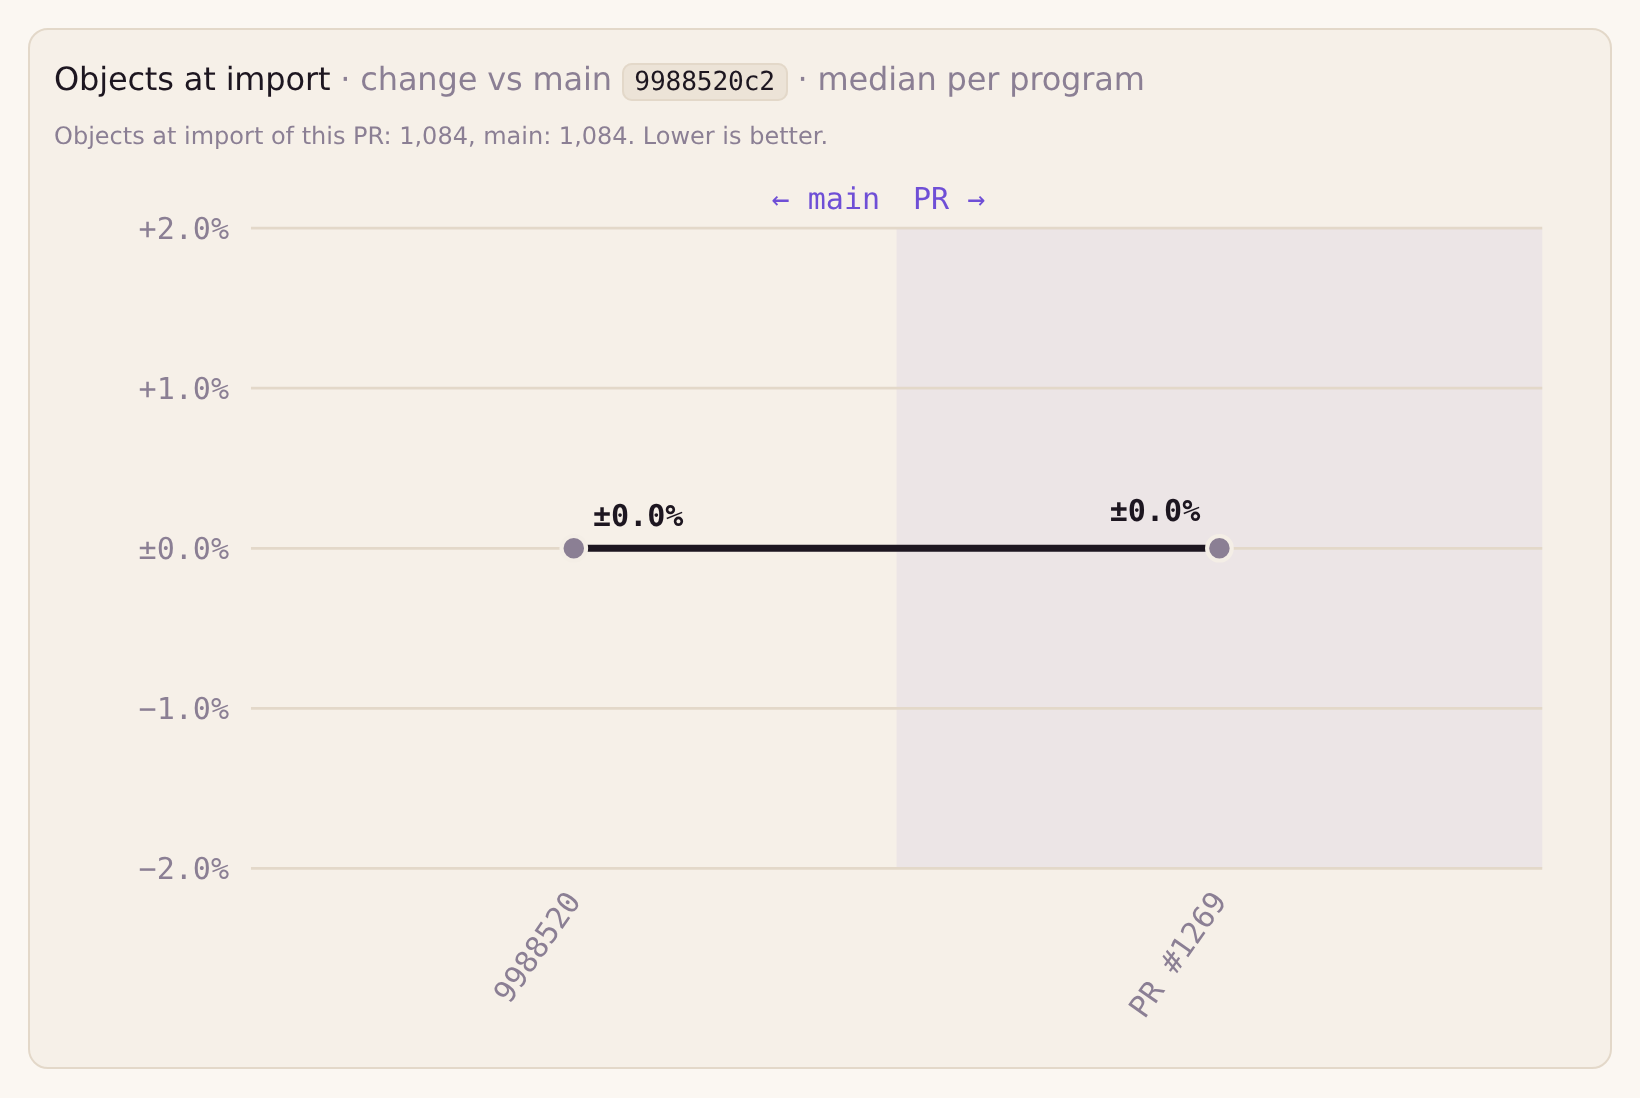 Objects at import · change vs main 9988520c2 · median per program
Objects at import of this PR: 1,084, main: 1,084. Lower is better.
← main PR →
+2.0%
+1.0%
±0.0% ±0.0%
±0.0%
−1.0%
−2.0%
9988520 PR #1269